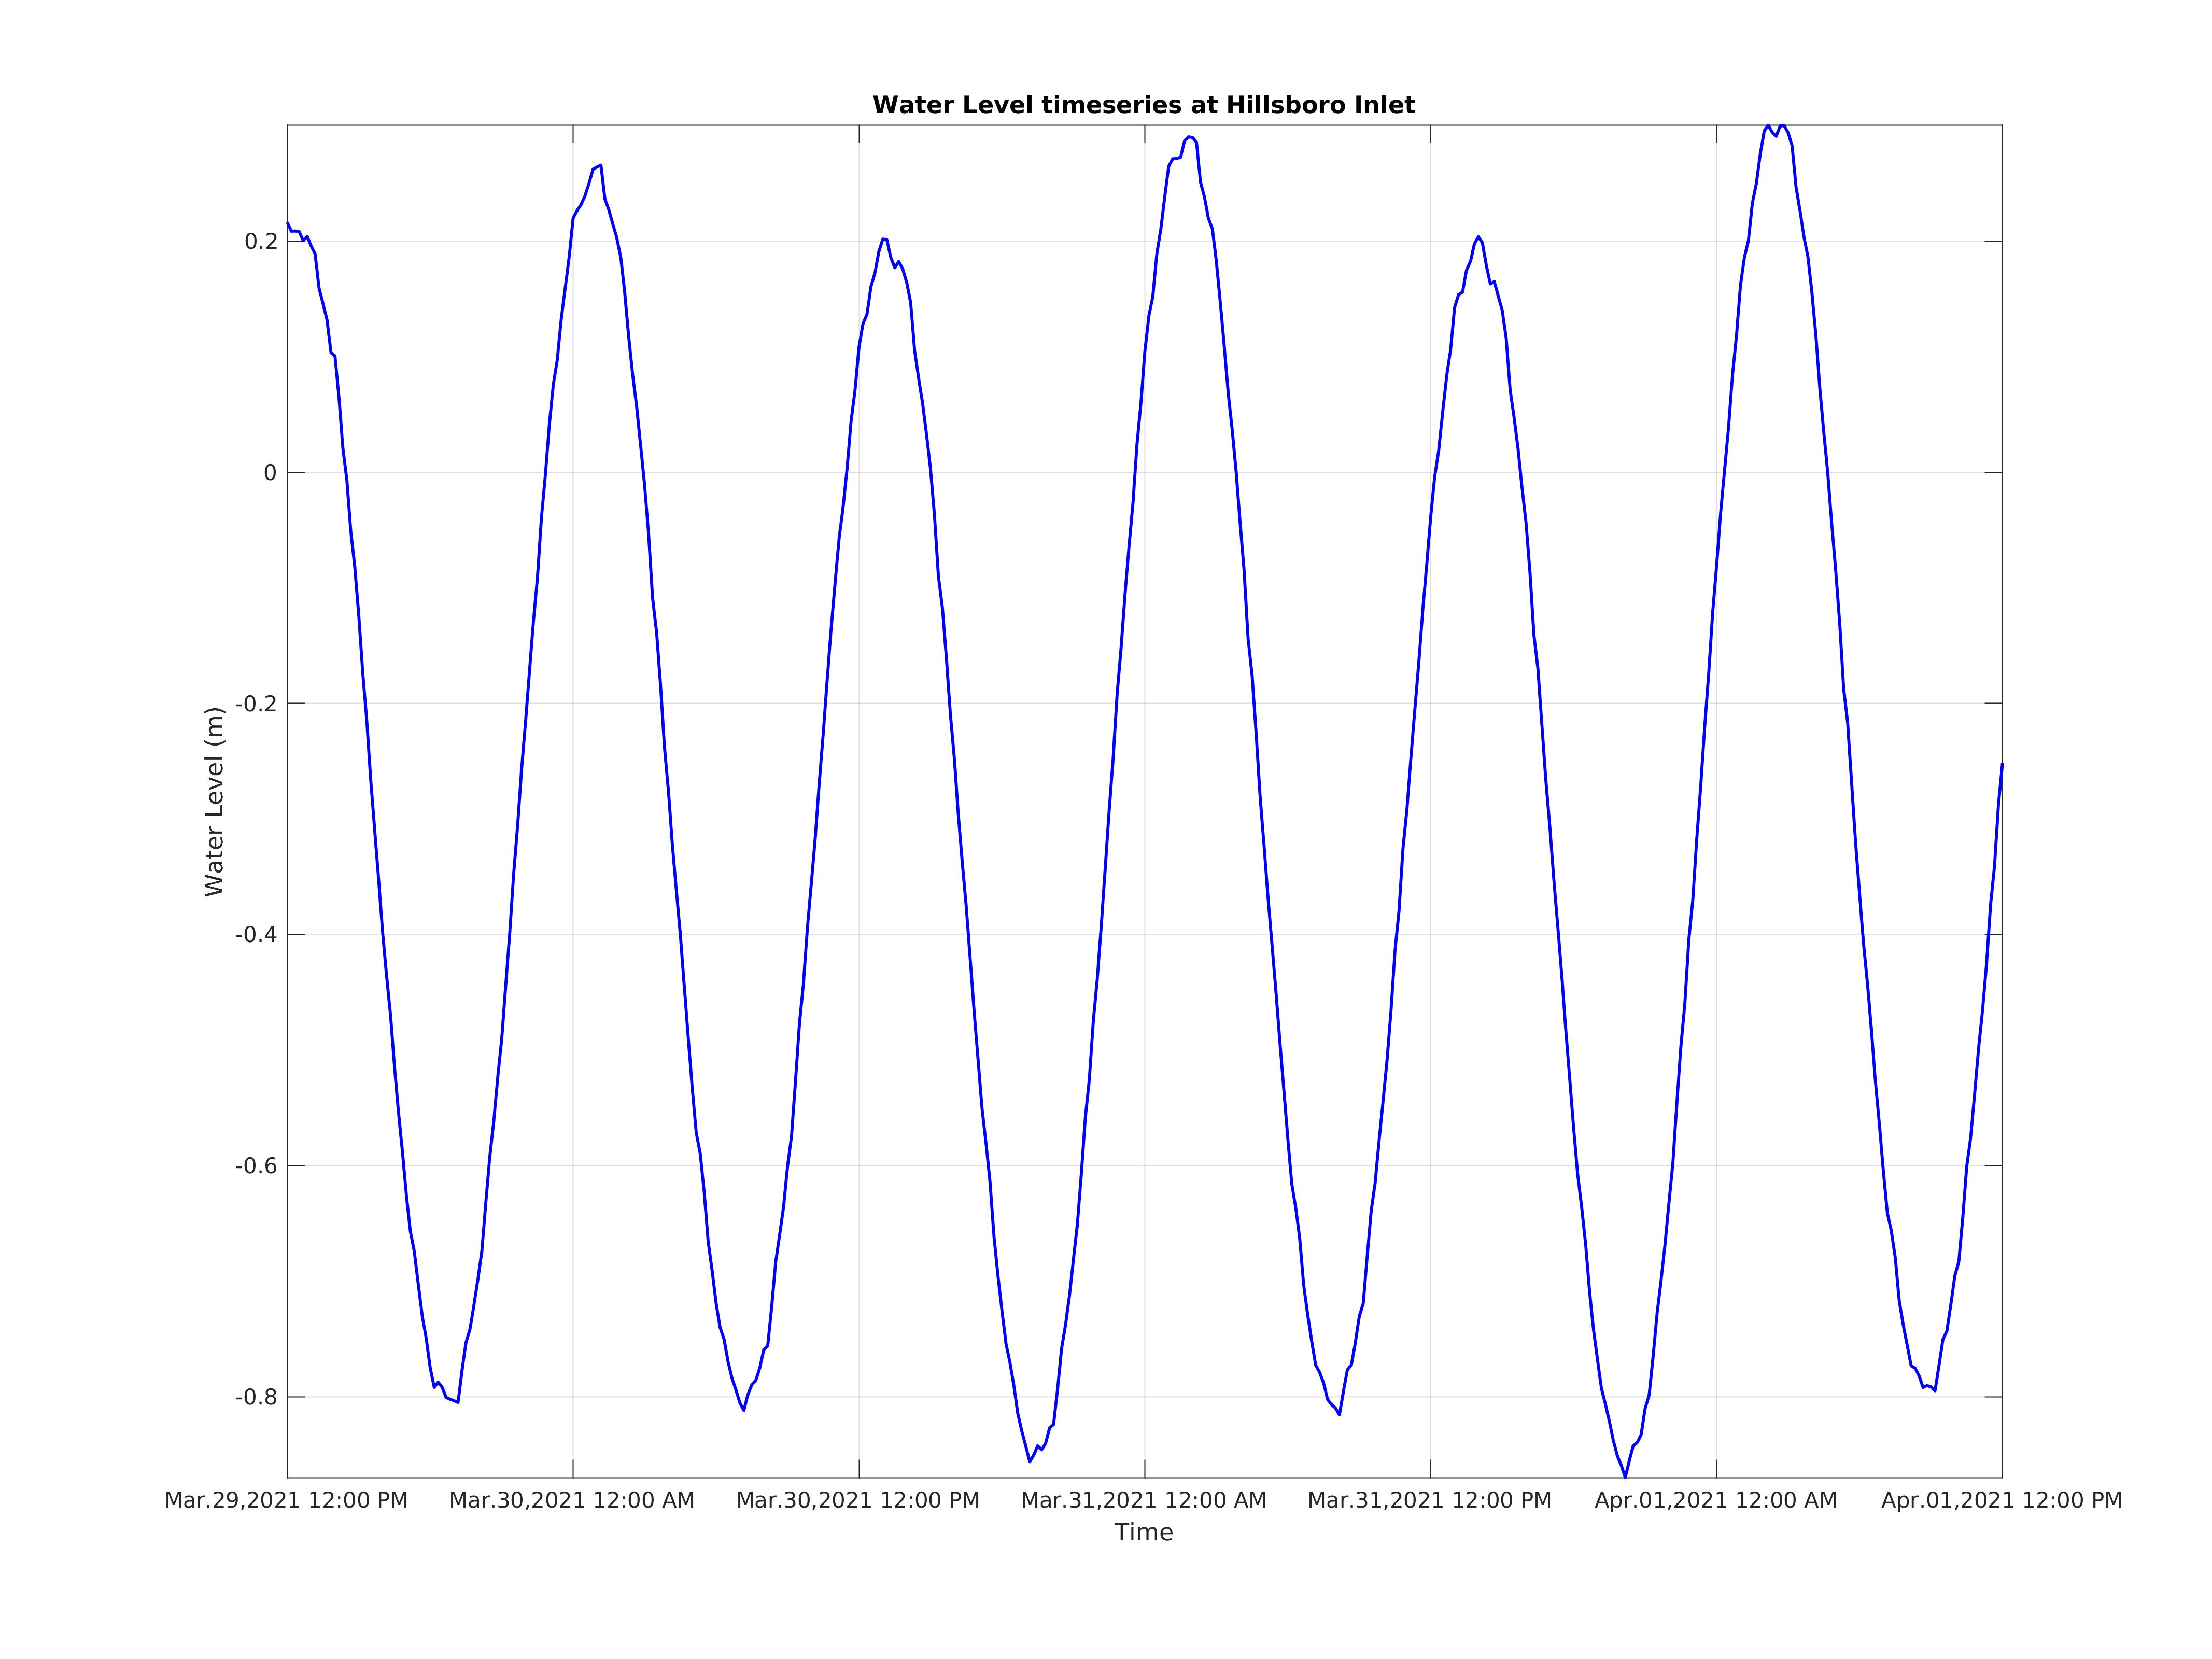 Water Level timeseries at Hillsboro Inlet
0.2
0
-0.2
-0.4
-0.6
-0.8
Water Level (m)
Mar.29,2021 12:00 PM
Mar.30,2021 12:00 AM
Mar.30,2021 12:00 PM
Mar.31,2021 12:00 AM
Mar.31,2021 12:00 PM
Apr.01,2021 12:00 AM
Apr.01,2021 12:00 PM
Time